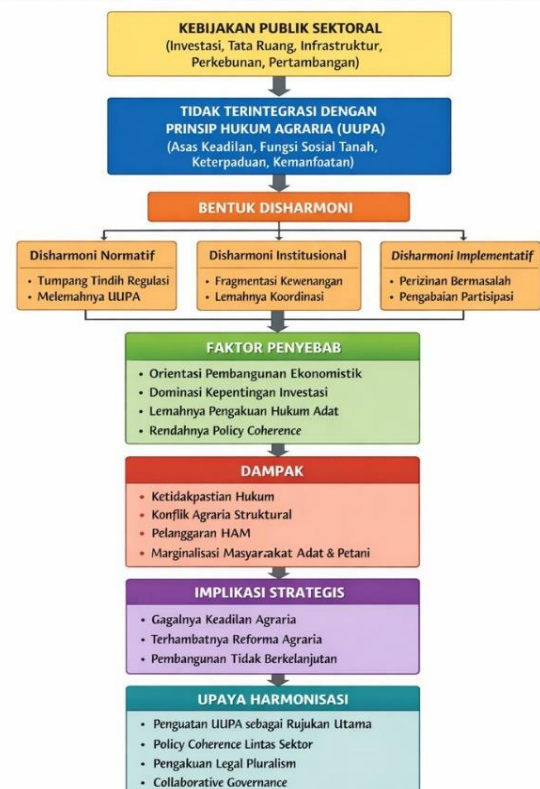 KEBIJAKAN PUBLIK SEKTORAL
(Investasi, Tata Ruang, Infrastruktur,
Perkebunan, Pertambangan)
TIDAK TERINTEGRASI DENGAN
PRINSIP HUKUM AGRARIA (UUPA)
(Asas Keadilan, Fungsi Sosial Tanah,
Keterpaduan, Kemanfoatan)
BENTUK DISHARMONI
Disharmoni Normatif
• Tumpang Tindih Regulasi
• Melemahnya UUPA
Disharmoni Institusional
• Fragmentasi Kewenangan
• Lemahnya Koordinasi
Disharmoni Implementatif
• Perizinan Bermasalah
• Pengabaian Partisipasi
FAKTOR PENYEBAB
• Orientasi Pembangunan Ekonomistik
• Dominasi Kepentingan Investasi
• Lemahnya Pengakuan Hukum Adat
• Rendahnya Policy Coherence
DAMPAK
• Ketidakpastian Hukum
• Konflik Agraria Struktural
• Pelanggaran HAM
• Marginalisasi Masyarakat Adat & Petani
IMPLIKASI STRATEGIS
• Gagalnya Keadilan Agraria
• Terhambatnya Reforma Agraria
• Pembangunan Tidak Berkelanjutan
UPAYA HARMONISASI
• Penguatan UUPA sebagai Rujukan Utama
• Policy Coherence Lintas Sektor
• Pengakuan Legal Pluralism
• Collaborative Governance